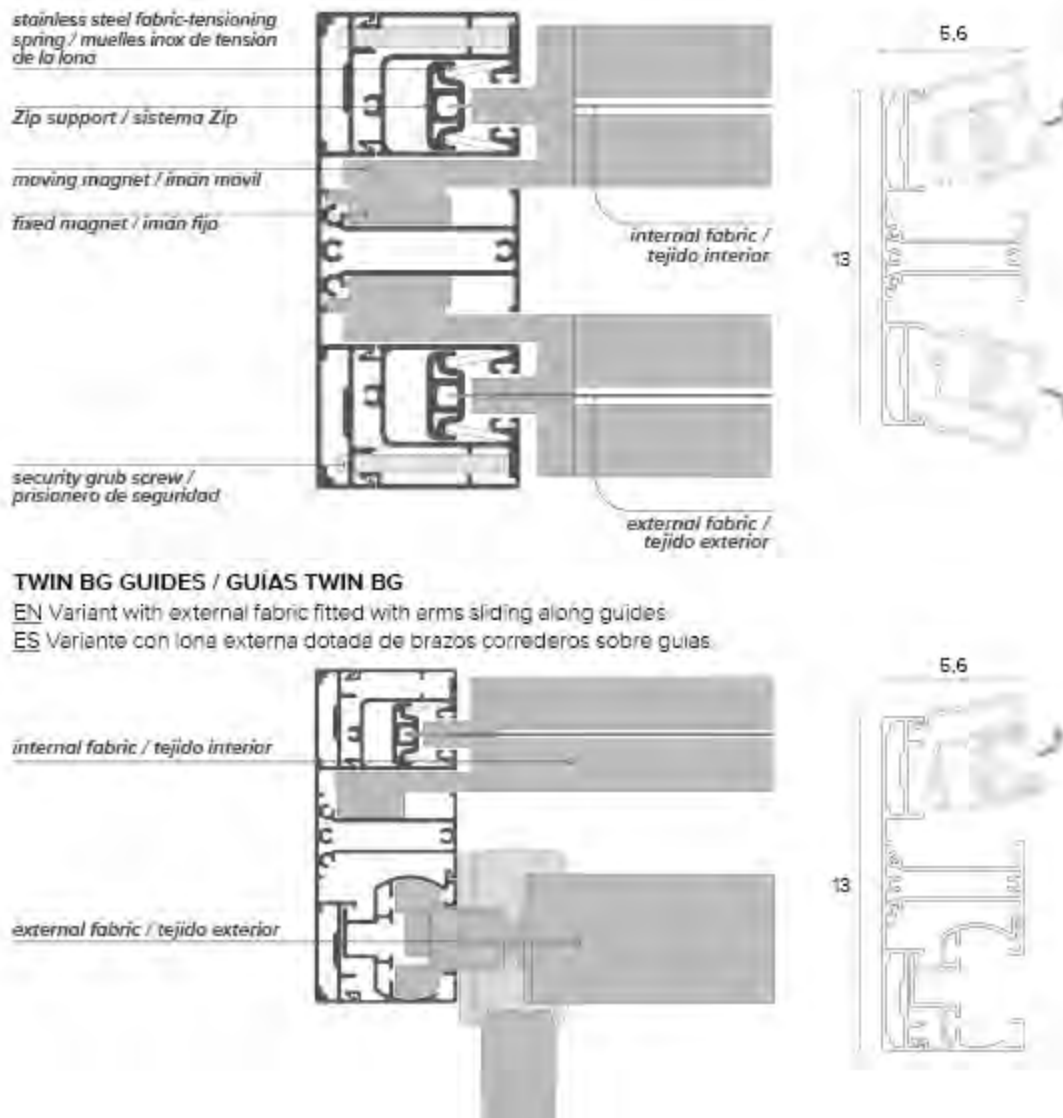 stainless steel fabric-tensioning
spring / muelles inox de tensión
de la lona
5,6
Zip support / sistema Zip
moving magnet / imán móvil
fixed magnet / imán fijo
internal fabric /
tejido interior
13
security grub screw /
prisionero de seguridad
external fabric /
tejido exterior
TWIN BG GUIDES / GUÍAS TWIN BG
EN Variant with external fabric fitted with arms sliding along guides
ES Variante con lona externa dotada de brazos correderos sobre guías.
5,6
internal fabric / tejido interior
13
external fabric / tejido exterior